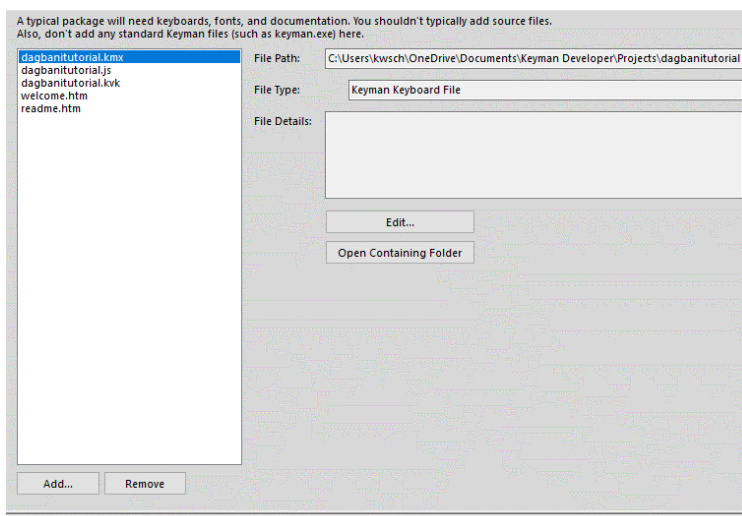 A typical package will need keyboards, fonts, and documentation. You shouldn't typically add source files.
Also, don't add any standard Keyman files (such as keyman.exe) here.
dagbanitutorial.kmx
dagbanitutorial.js
dagbanitutorial.kvk
welcome.htm
readme.htm
File Path:
C:\Users\kwsch\OneDrive\Documents\Keyman Developer\Projects\dagbanitutorial
File Type:
Keyman Keyboard File
File Details:
Edit...
Open Containing Folder
Add...
Remove